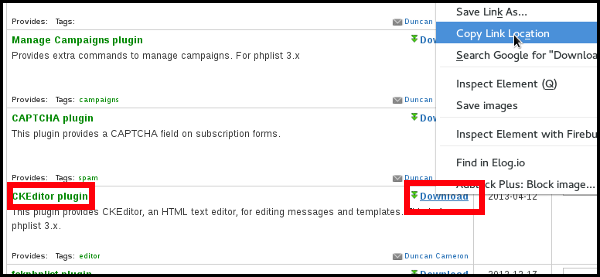 Provides: Tags: Duncan
Save Link As...
Manage Campaigns plugin
Copy Link Location
Provides extra commands to manage campaigns. For phplist 3.x
Search Google for "Downloa
Inspect Element (Q)
Provides: Tags: campaigns Duncan
Save images
CAPTCHA plugin
This plugin provides a CAPTCHA field on subscription forms.
Inspect Element with Firebu
Find in Elog.io
Provides: Tags: spam Duncan
Adblock Plus: Block image...
CKEditor plugin Download 2013-04-12
This plugin provides CKEditor, an HTML text editor, for editing messages and templates.
phplist 3.x.
Provides: Tags: editor Duncan Cameron